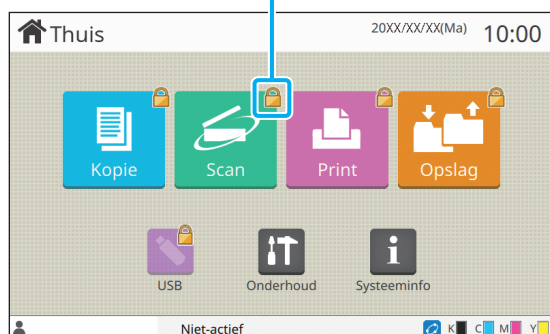 Thuis 20XX/XX/XX(Ma) 10:00
Kopie Scan Print Opslag
USB Onderhoud Systeeminfo
Niet-actief K C M Y